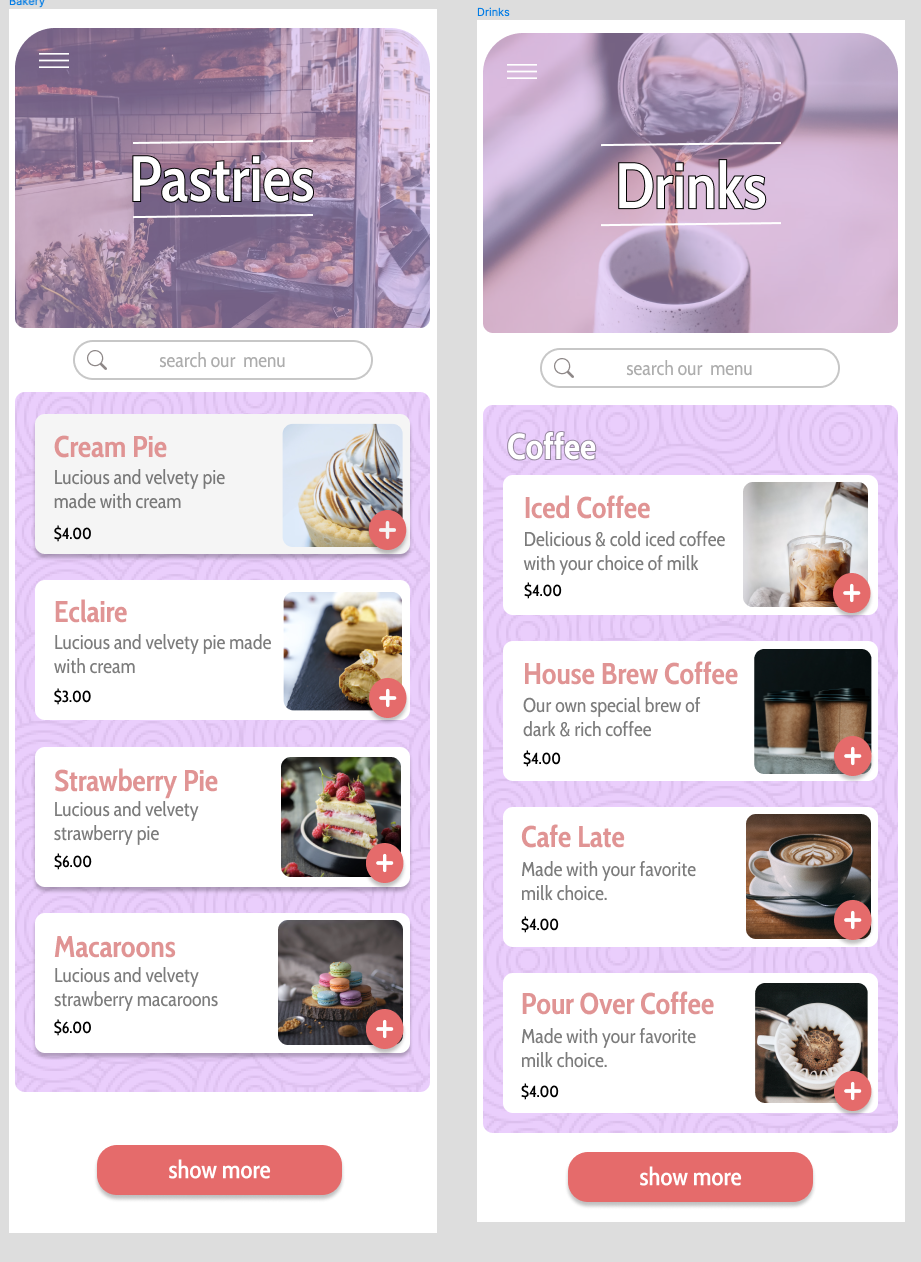 Bakery
Pastries
search our menu
Cream Pie
Lucious and velvety pie
made with cream
$4.00
Eclaire
Lucious and velvety pie made
with cream
$3.00
Strawberry Pie
Lucious and velvety
strawberry pie
$6.00
Macaroons
Lucious and velvety
strawberry macaroons
$6.00
show more
Drinks
Drinks
search our menu
Coffee
Iced Coffee
Delicious & cold iced coffee
with your choice of milk
$4.00
House Brew Coffee
Our own special brew of
dark & rich coffee
$4.00
Cafe Late
Made with your favorite
milk choice.
$4.00
Pour Over Coffee
Made with your favorite
milk choice.
$4.00
show more